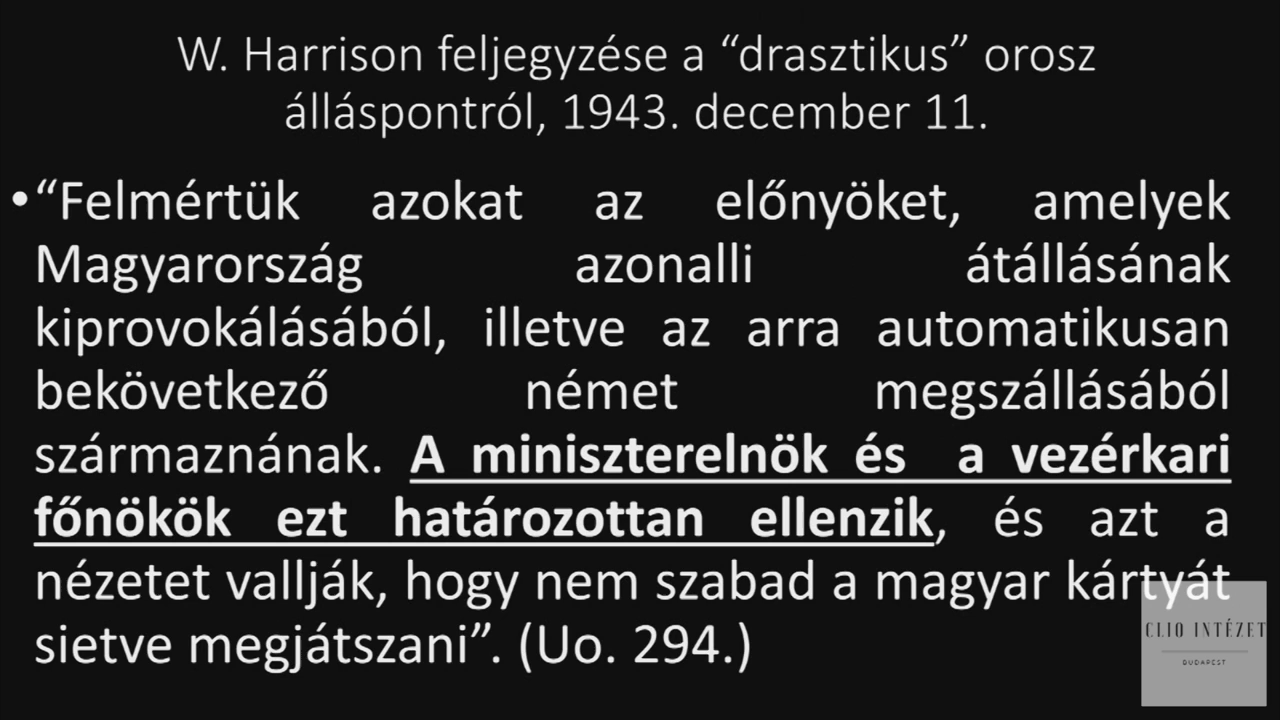 W. Harrison feljegyzése a “drasztikus” orosz
álláspontról, 1943. december 11.
•“Felmértük azokat az előnyöket, amelyek
Magyarország azonalli átállásának
kiprovokálásából, illetve az arra automatikusan
bekövetkező német megszállásából
származnának. A miniszterelnök és a vezérkari
főnökök ezt határozottan ellenzik, és azt a
nézetet vallják, hogy nem szabad a magyar kártyát
sietve megjátszani”. (Uo. 294.)
CLIO INTÉZET
BUDAPEST